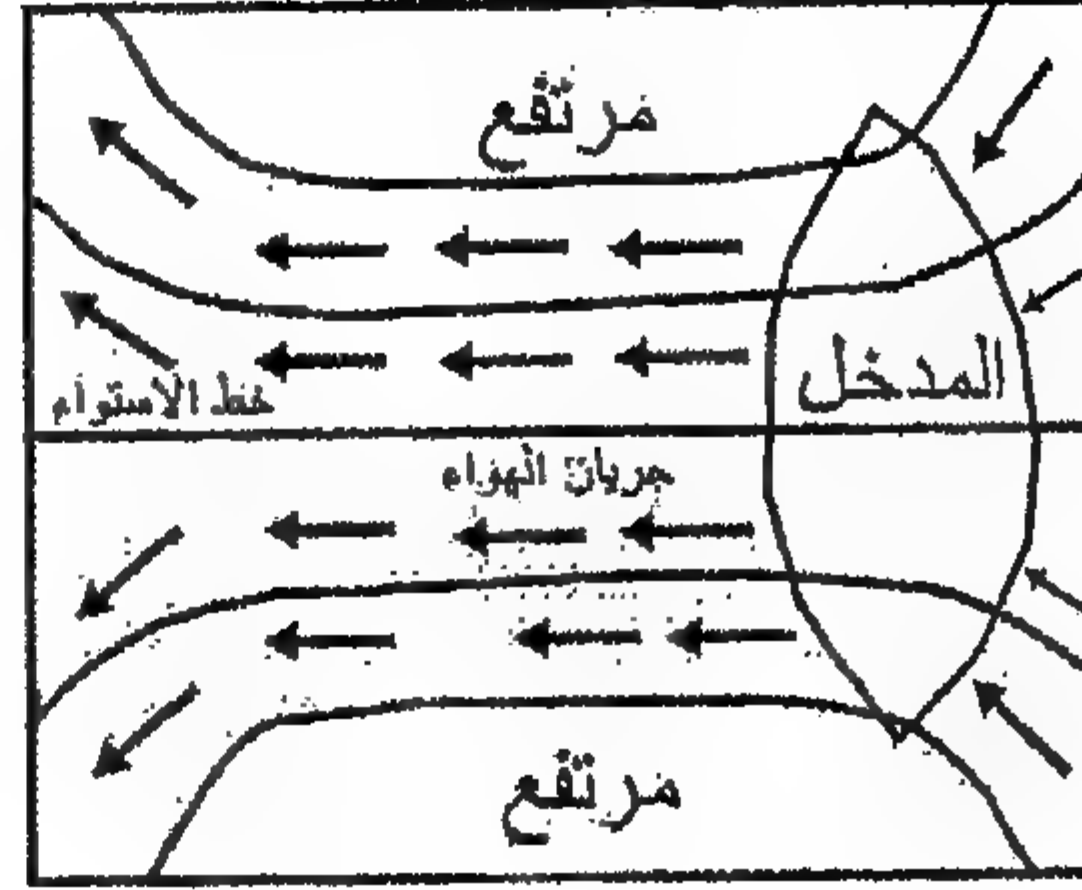 مرتفع
المدخل
خط الاستواء
جريان الهواء
مرتفع